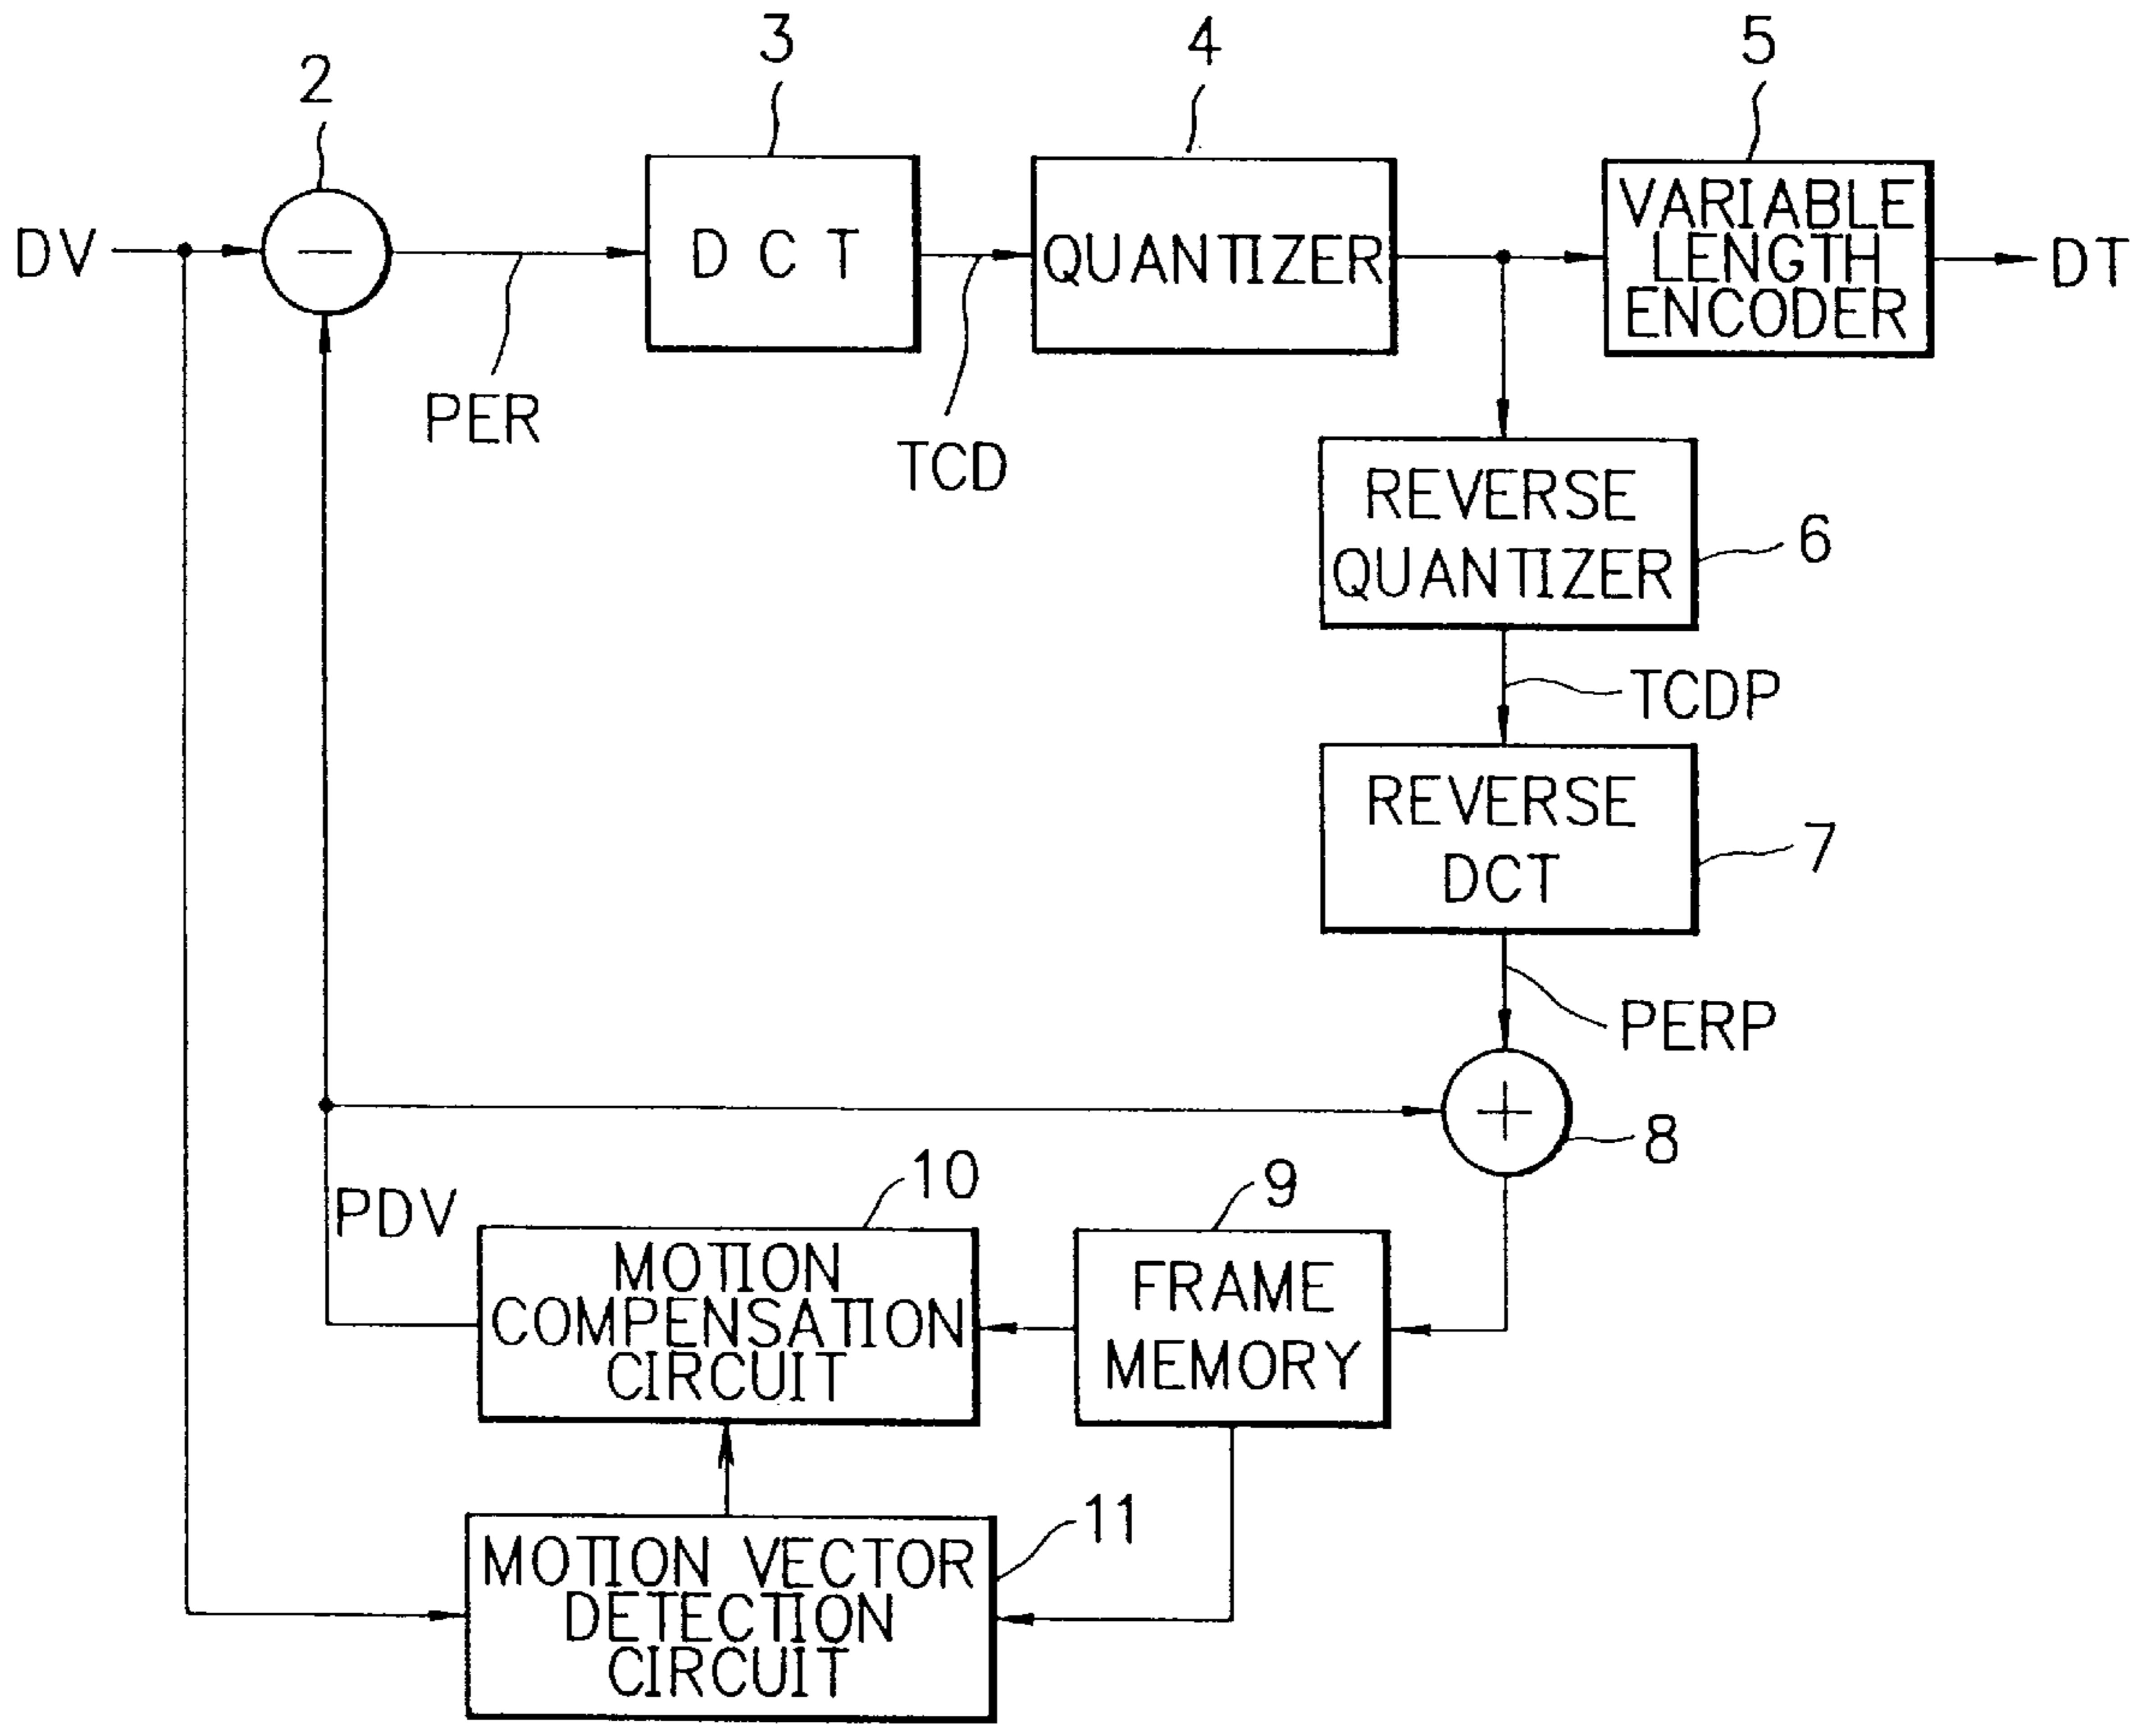 3
4
5
2
DV
−
D C T
QUANTIZER
VARIABLE
LENGTH
ENCODER
DT
PER
TCD
REVERSE
QUANTIZER
6
TCDP
REVERSE
DCT
7
PERP
+
8
PDV
10
9
MOTION
COMPENSATION
CIRCUIT
FRAME
MEMORY
11
MOTION VECTOR
DETECTION
CIRCUIT